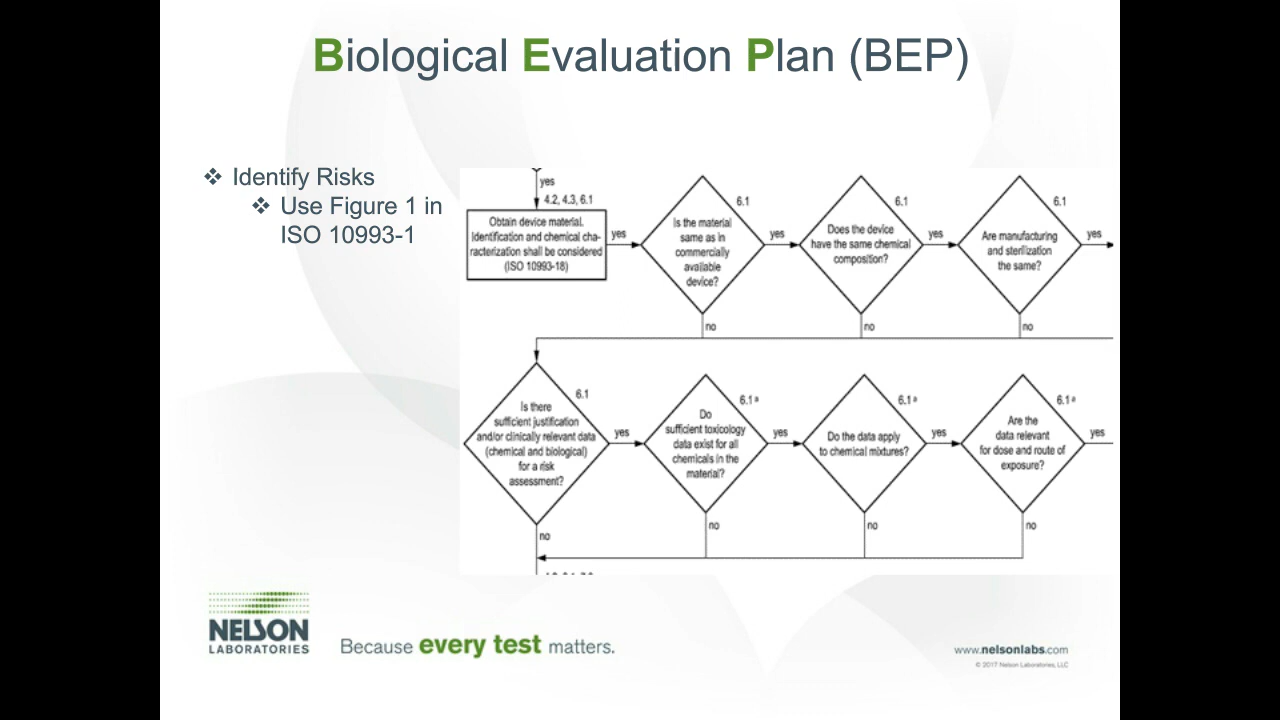 Biological Evaluation Plan (BEP)
❖ Identify Risks
❖ Use Figure 1 in
ISO 10993-1
yes
4.2, 4.3, 6.1
Obtain device material.
Identification and chemical cha-
racterization shall be considered
(ISO 10993-18)
yes
6.1
Is the material
same as in
commercially
available
device?
yes
no
6.1
Does the device
have the same chemical
composition?
yes
no
6.1
Are manufacturing
and sterilization
the same?
yes
no
6.1
Is there
sufficient justification
and/or clinically relevant data
(chemical and biological)
for a risk
assessment?
yes
no
6.1 a
Do
sufficient toxicology
data exist for all
chemicals in the
material?
yes
no
6.1 a
Do the data apply
to chemical mixtures?
yes
no
6.1 a
Are the
data relevant
for dose and route of
exposure?
yes
no
NELSON
LABORATORIES
Because every test matters.
www.nelsonlabs.com
© 2017 Nelson Laboratories, LLC